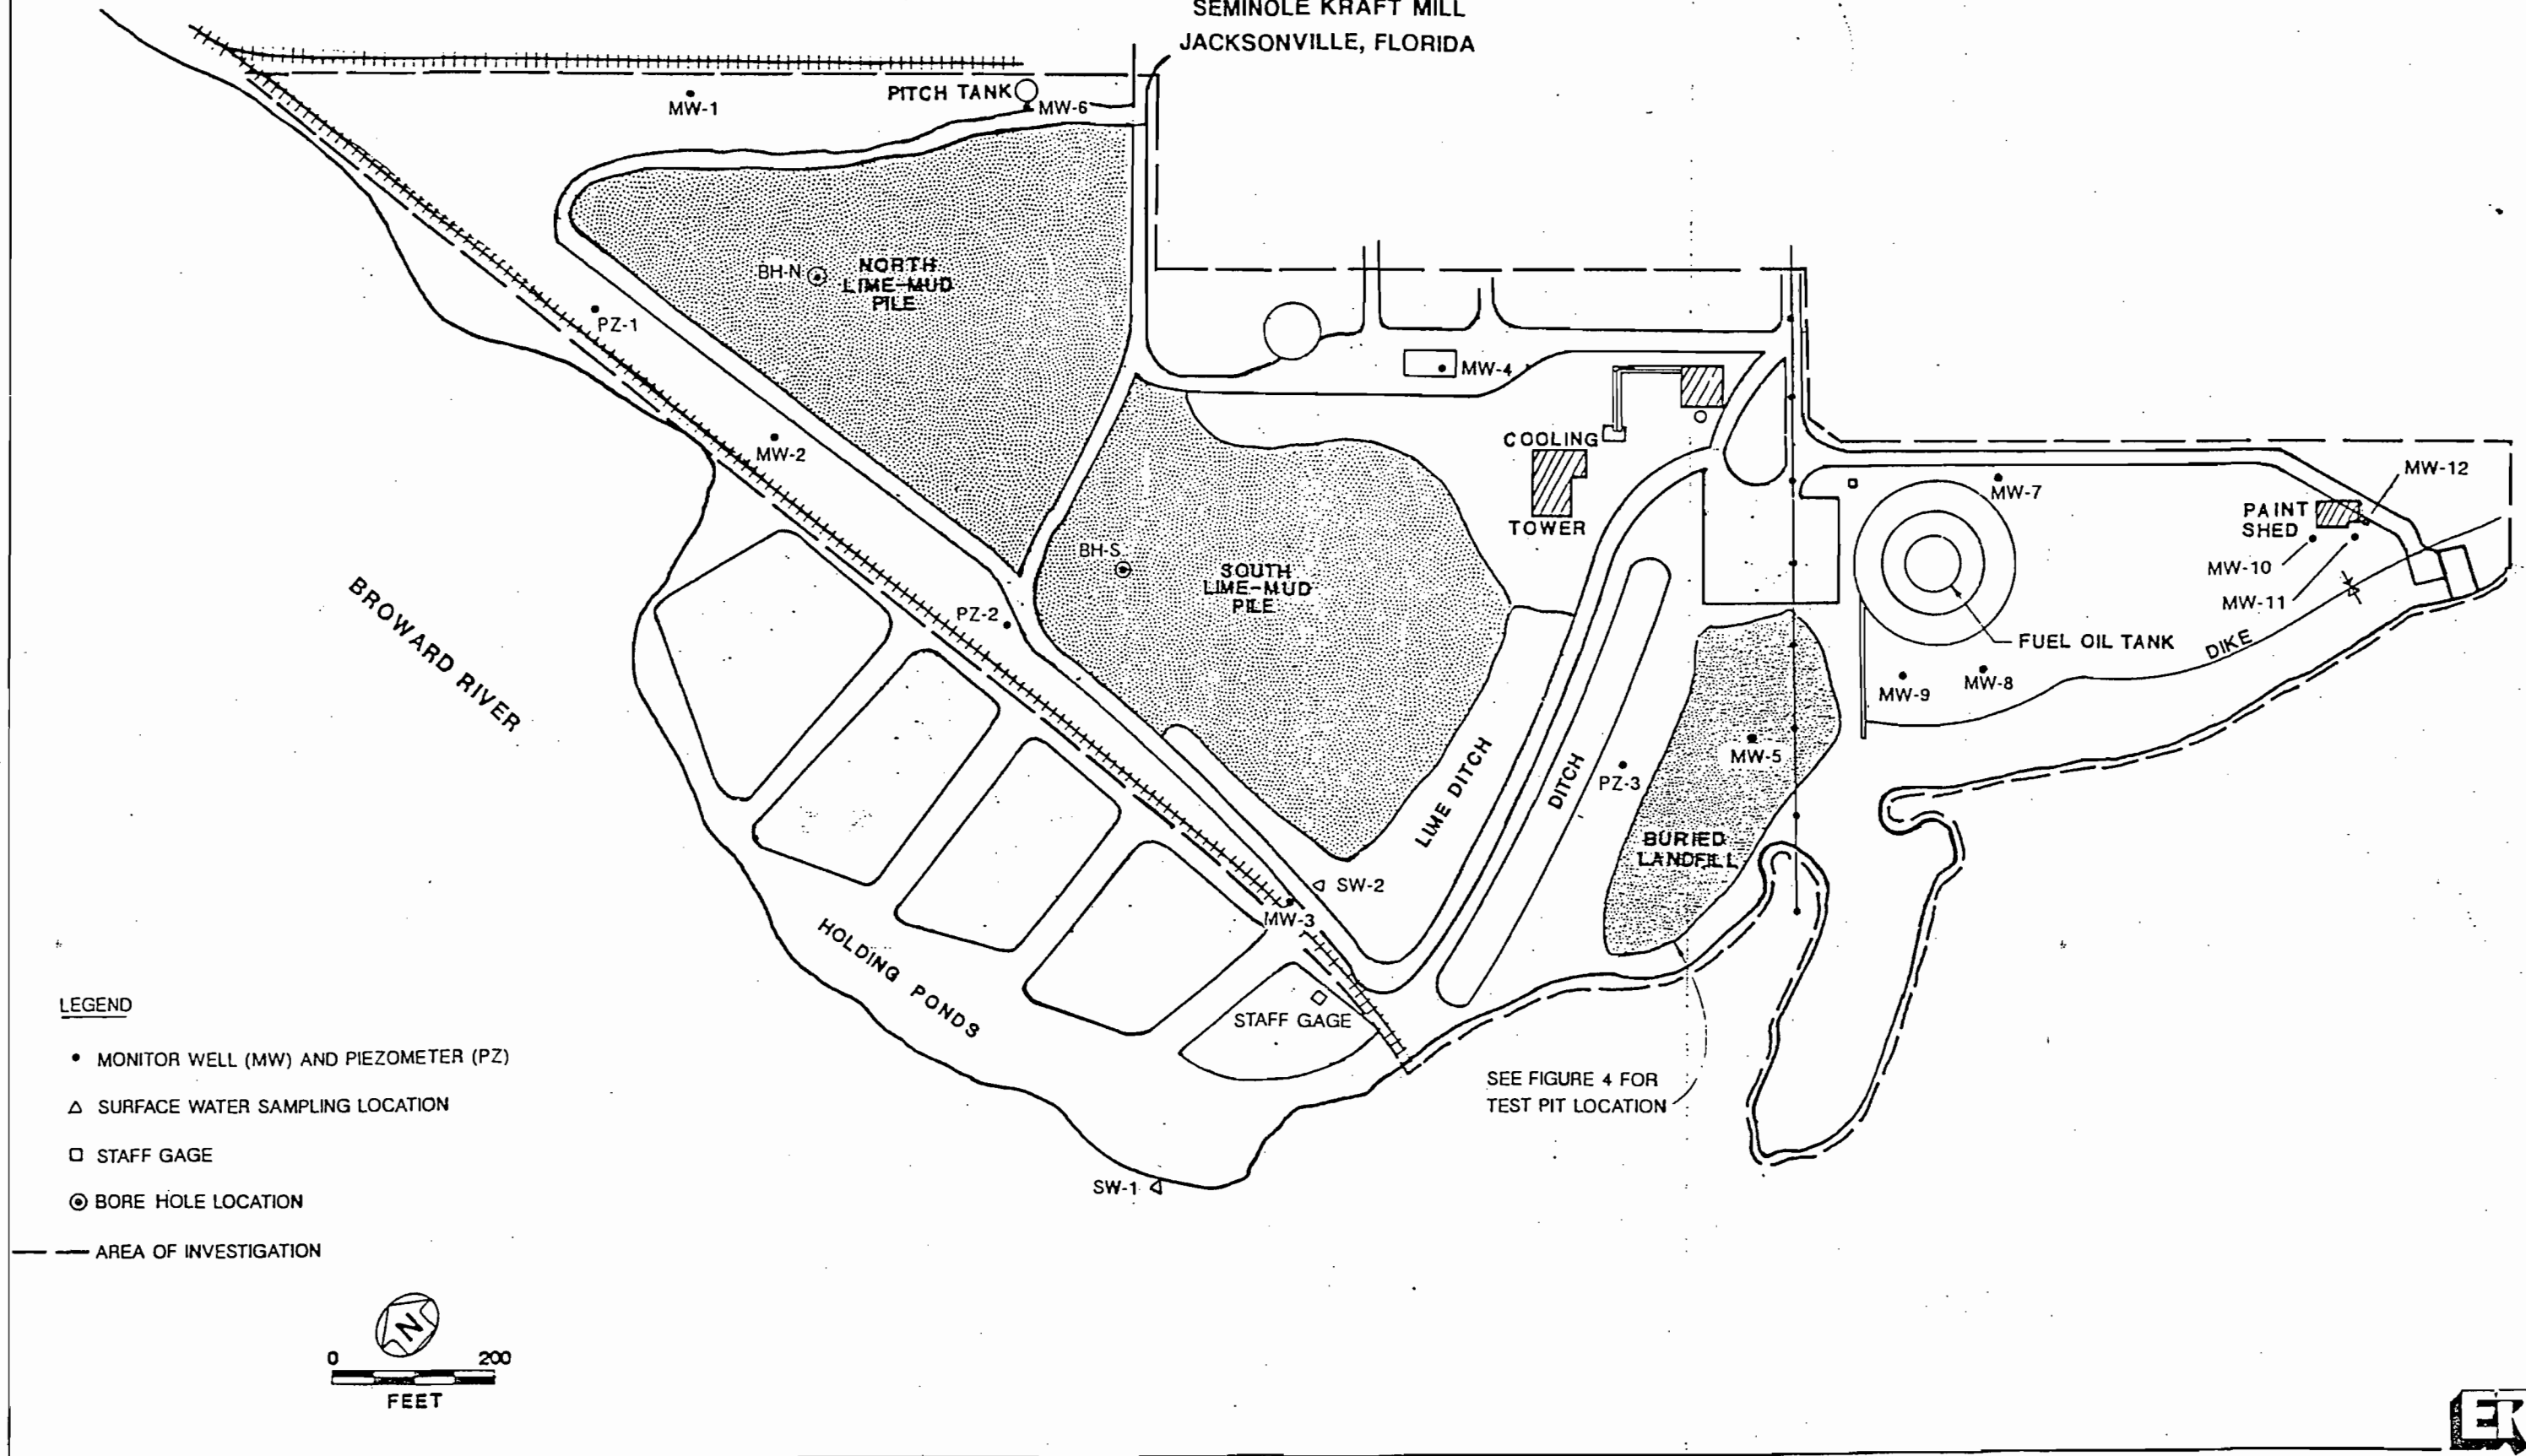 SEMINOLE KRAFT MILL
JACKSONVILLE, FLORIDA
PITCH TANK
MW-6
MW-1
BH-N
NORTH
LIME-MUD
PILE
PZ-1
MW-4
MW-2
COOLING
TOWER
MW-12
MW-7
PAINT
SHED
MW-10
MW-11
BH-S
SOUTH
LIME-MUD
PILE
PZ-2
FUEL OIL TANK
DIKE
MW-9
MW-8
BROWARD RIVER
MW-5
PZ-3
LIME DITCH
DITCH
BURIED
LANDFILL
SW-2
MW-3
HOLDING PONDS
STAFF GAGE
SEE FIGURE 4 FOR
TEST PIT LOCATION
SW-1
LEGEND
MONITOR WELL (MW) AND PIEZOMETER (PZ)
SURFACE WATER SAMPLING LOCATION
STAFF GAGE
BORE HOLE LOCATION
AREA OF INVESTIGATION
N
0 200
FEET